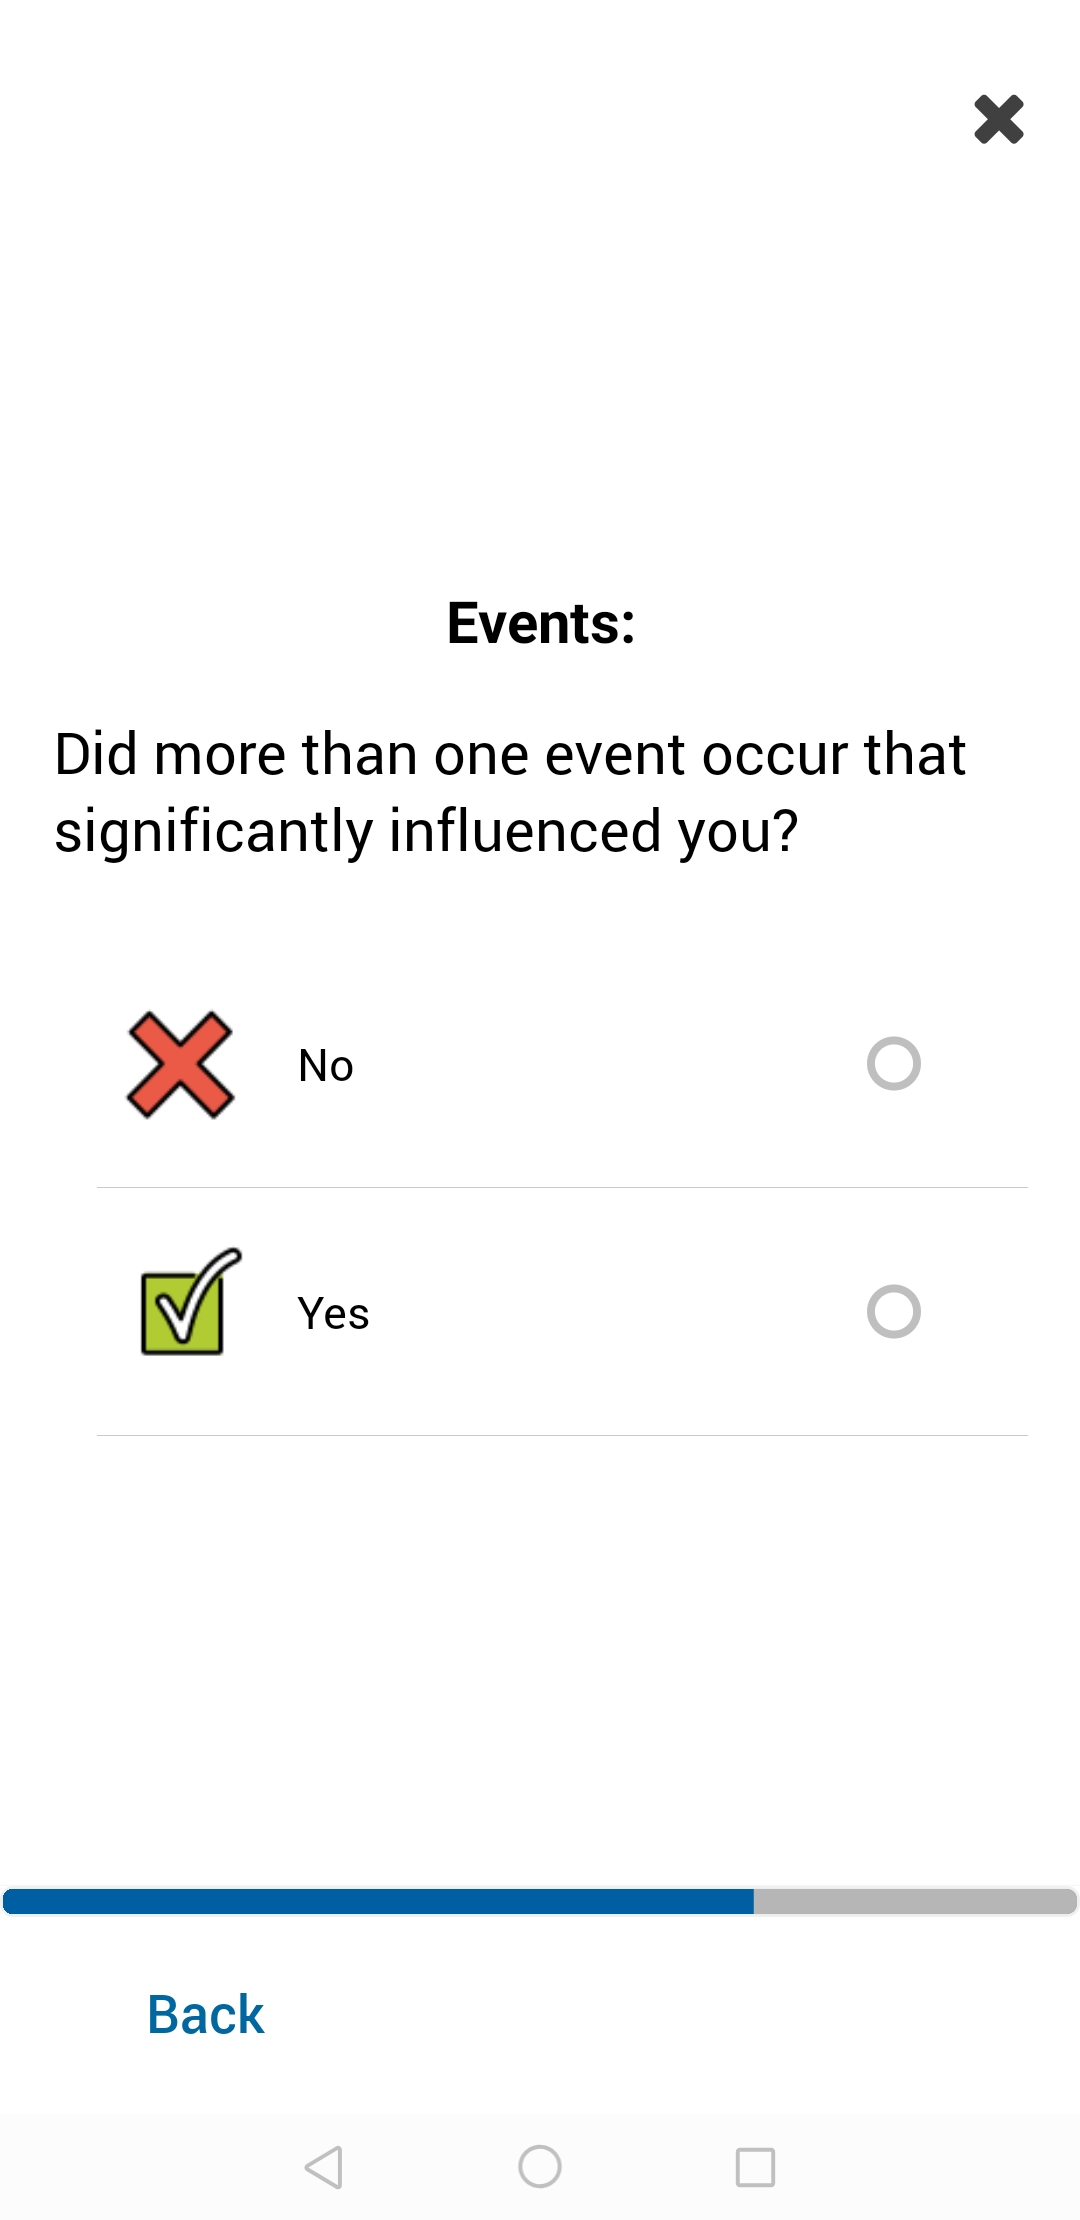 Events:
Did more than one event occur that
significantly influenced you?
No
Yes
Back